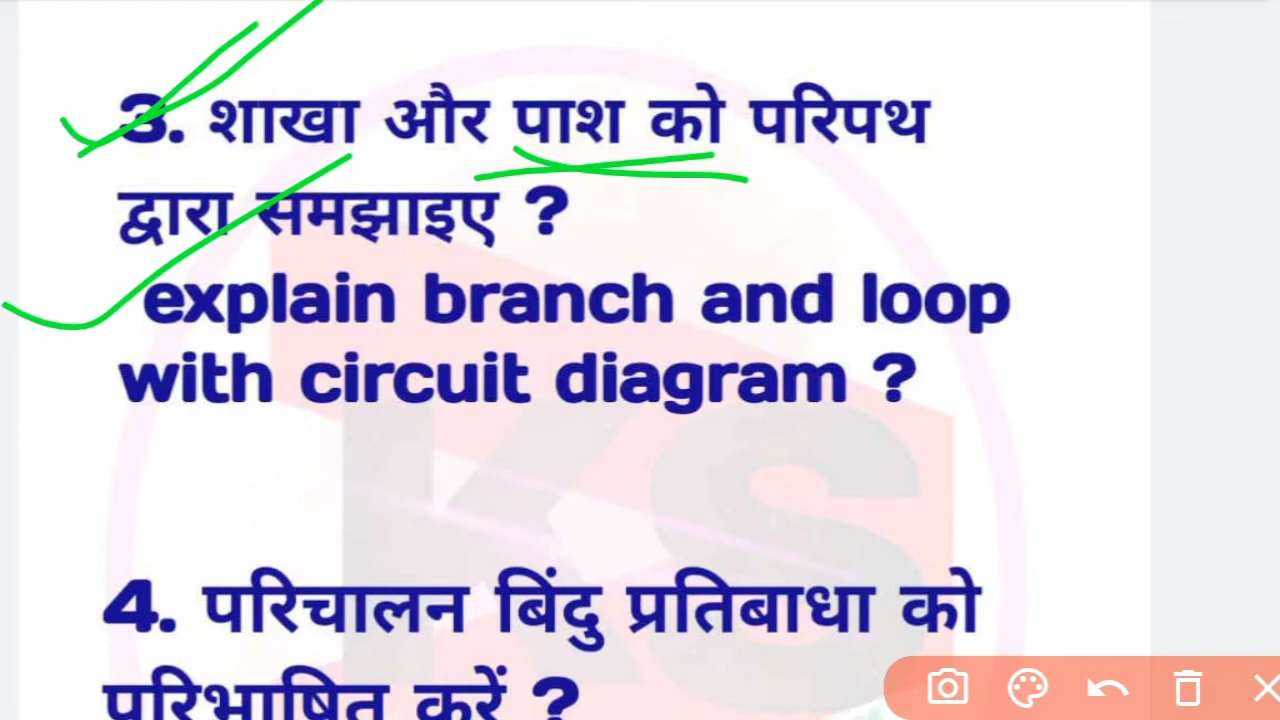 3. शाखा और पाश को परिपथ
द्वारा समझाइए ?
explain branch and loop
with circuit diagram ?
KS
4. परिचालन बिंदु प्रतिबाधा को
परिभाषित करें ?